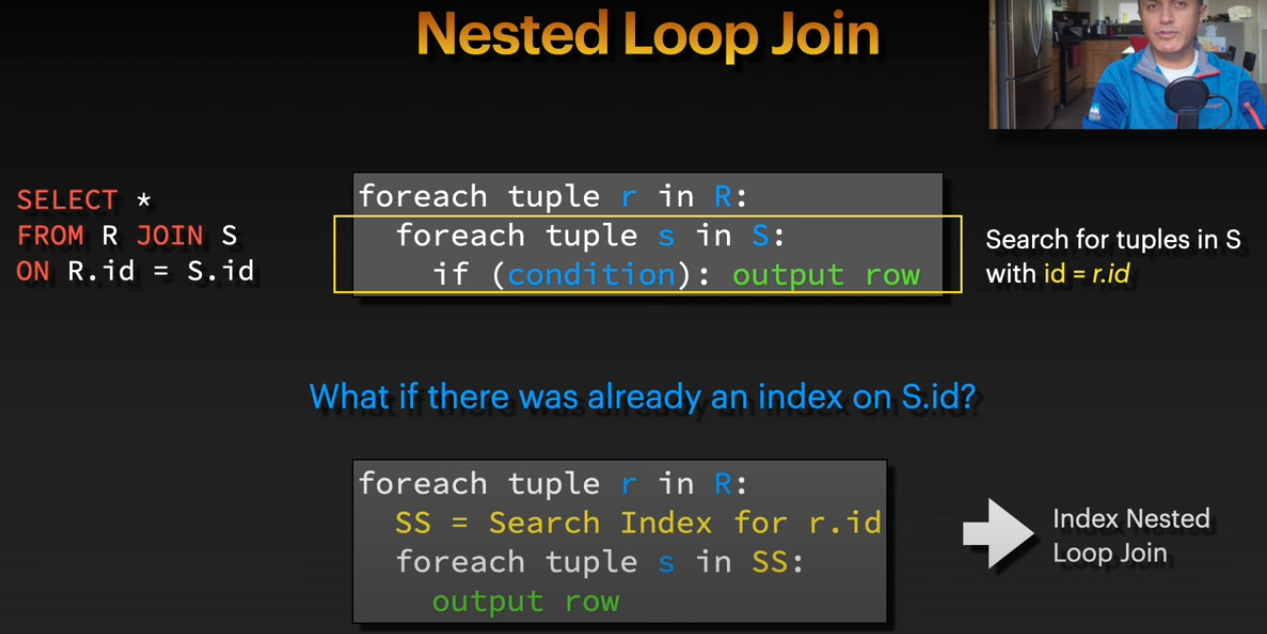 Nested Loop Join
SELECT *
FROM R JOIN S
ON R.id = S.id
foreach tuple r in R:
foreach tuple s in S:
if (condition): output row
Search for tuples in S
with id = r.id
What if there was already an index on S.id?
foreach tuple r in R:
SS = Search Index for r.id
foreach tuple s in SS:
output row
Index Nested
Loop Join